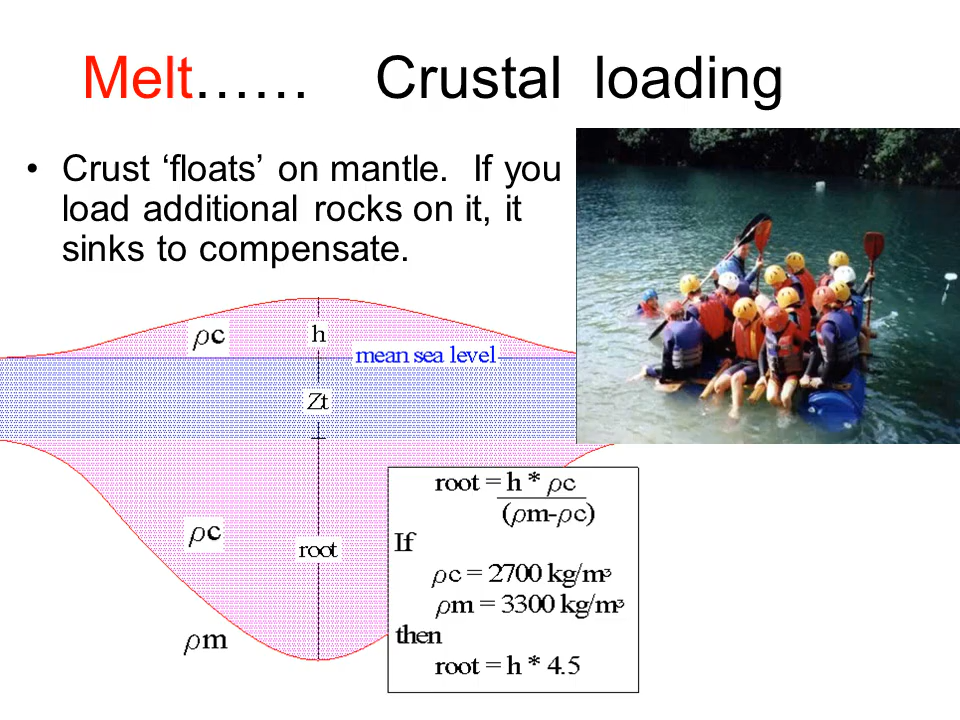 Melt…… Crustal loading
• Crust ‘floats’ on mantle. If you
load additional rocks on it, it
sinks to compensate.
ρc
h
mean sea level
Zt
ρc
root
ρm
root = h * ρc
(ρm-ρc)
If
ρc = 2700 kg/m³
ρm = 3300 kg/m³
then
root = h * 4.5